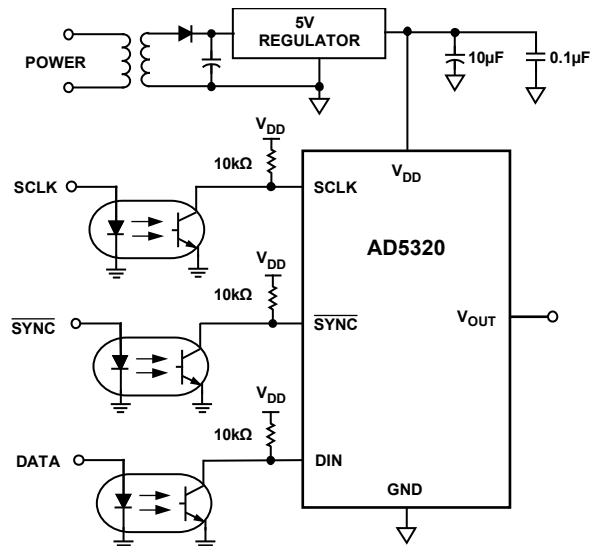 5V
REGULATOR
POWER
10µF
0.1µF
VDD
10kΩ
SCLK
SCLK
VDD
AD5320
VDD
10kΩ
SYNC
SYNC
VOUT
VDD
10kΩ
DATA
DIN
GND